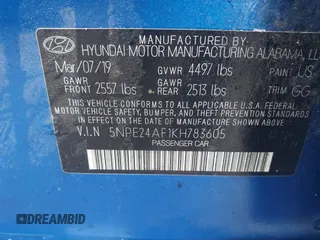 HYUNDAI MOTOR MANUFACTURING ALABAMA, LL
Mar/07/19 GVWR 4497 lbs PAINT US
GAWR GAWR
FRONT 2557 lbs REAR 2513 lbs TRIM GG
THIS VEHICLE CONFORMS TO ALL APPLICABLE FEDERAL
MOTOR VEHICLE SAFETY, BUMPER, AND THEFT PREVENTION
STANDARDS IN EFFECT ON THE DATE OF MANUFACTURE
SHOWN ABOVE.
V.I.N 5NPE24AF1KH783605
PASSENGER CAR
DREAMBID